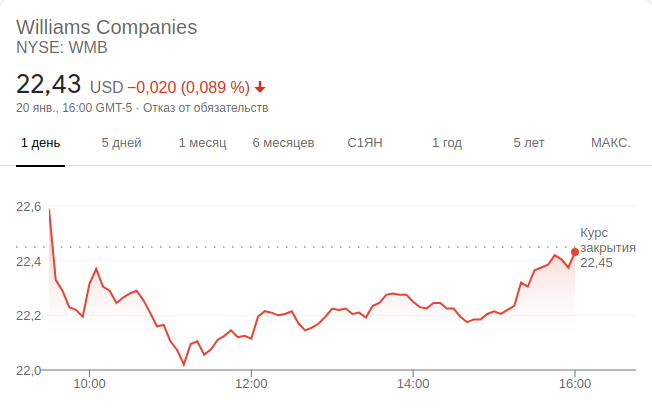 Williams Companies
NYSE: WMB
22,43 USD −0,020 (0,089 %)
20 янв., 16:00 GMT-5 · Отказ от обязательств
1 день 5 дней 1 месяц 6 месяцев С1ЯН 1 год 5 лет МАКС.
22,6
Курс
закрытия
22,45
22,4
22,2
22,0
10:00 12:00 14:00 16:00